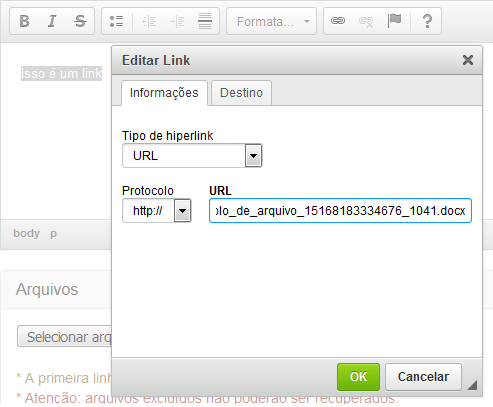 B I S Formata... ?
Isso é um link
Editar Link
Informações Destino
Tipo de hiperlink
URL
Protocolo URL
http:// olo_de_arquivo_15168183334676_1041.docx
body p
Arquivos
Selecionar arq
OK Cancelar
* A primeira linh
* Atenção: arquivos excluídos não poderão ser recuperados.